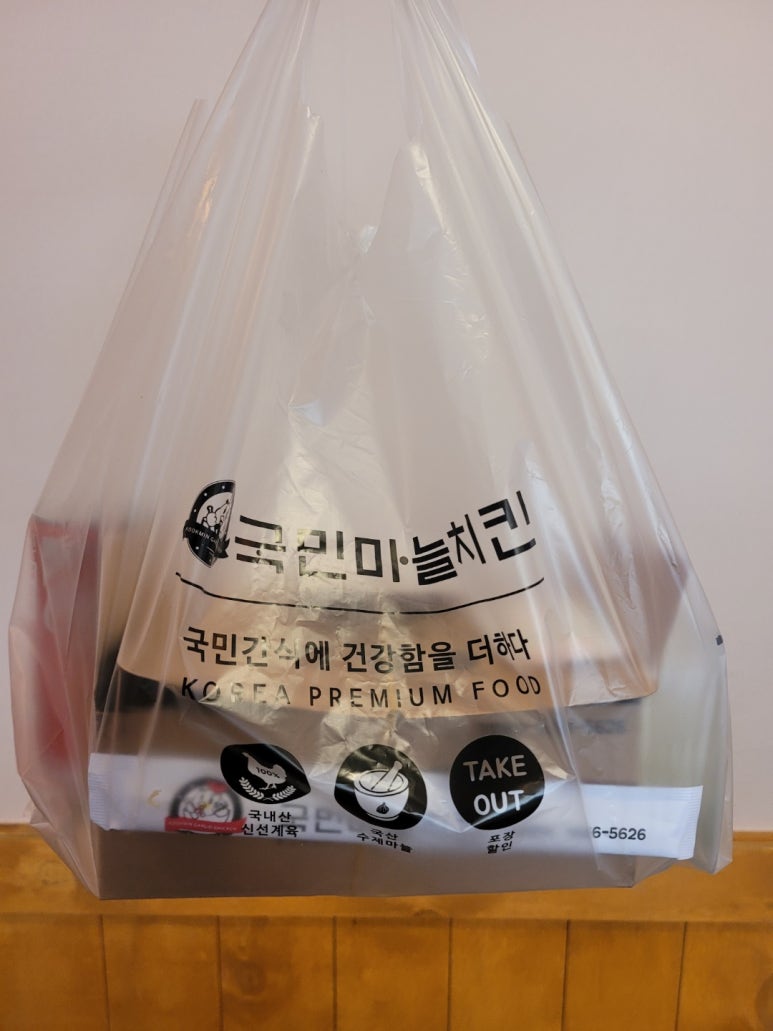 국민마늘치킨
국민간식에 건강함을 더하다
KOREA PREMIUM FOOD
100%
국내산
신선계육
국산
수제마늘
TAKE
OUT
포장
할인
국민
6-5626